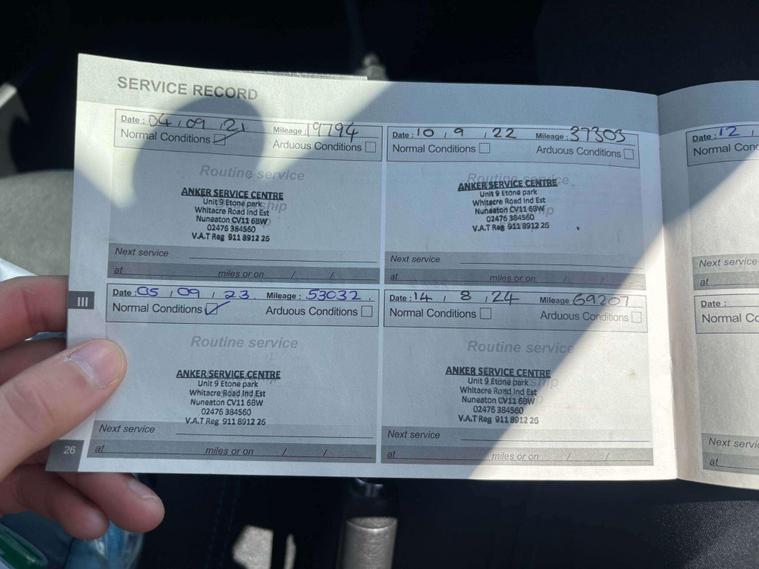 SERVICE RECORD
Date : 04 / 09 / 21 Mileage : 19794
Normal Conditions Arduous Conditions
Routine service
ANKER SERVICE CENTRE
Unit 9 Etone park
Whitacre Road Ind Est
Nuneaton CV11 6BW
02476 384560
V.A.T Reg 911 8912 26
Next service
at miles or on / /
Date : 10 / 9 / 22 Mileage : 37303
Normal Conditions Arduous Conditions
Routine service
ANKER SERVICE CENTRE
Unit 9 Etone park
Whitacre Road Ind Est
Nuneaton CV11 6BW
02476 384560
V.A.T Reg 911 8912 26
Next service
at miles or on / /
III
Date : 05 / 09 / 23 Mileage : 53032
Normal Conditions Arduous Conditions
Routine service
ANKER SERVICE CENTRE
Unit 9 Etone park
Whitacre Road Ind Est
Nuneaton CV11 6BW
02476 384560
V.A.T Reg 911 8912 26
Next service
at miles or on / /
Date : 14 / 8 / 24 Mileage 69207
Normal Conditions Arduous Conditions
Routine service
ANKER SERVICE CENTRE
Unit 9 Etone park
Whitacre Road Ind Est
Nuneaton CV11 6BW
02476 384560
V.A.T Reg 911 8912 26
Next service
at miles or on / /
26
Date : 12 /
Normal
Next service
at
Date :
Normal
Next
at